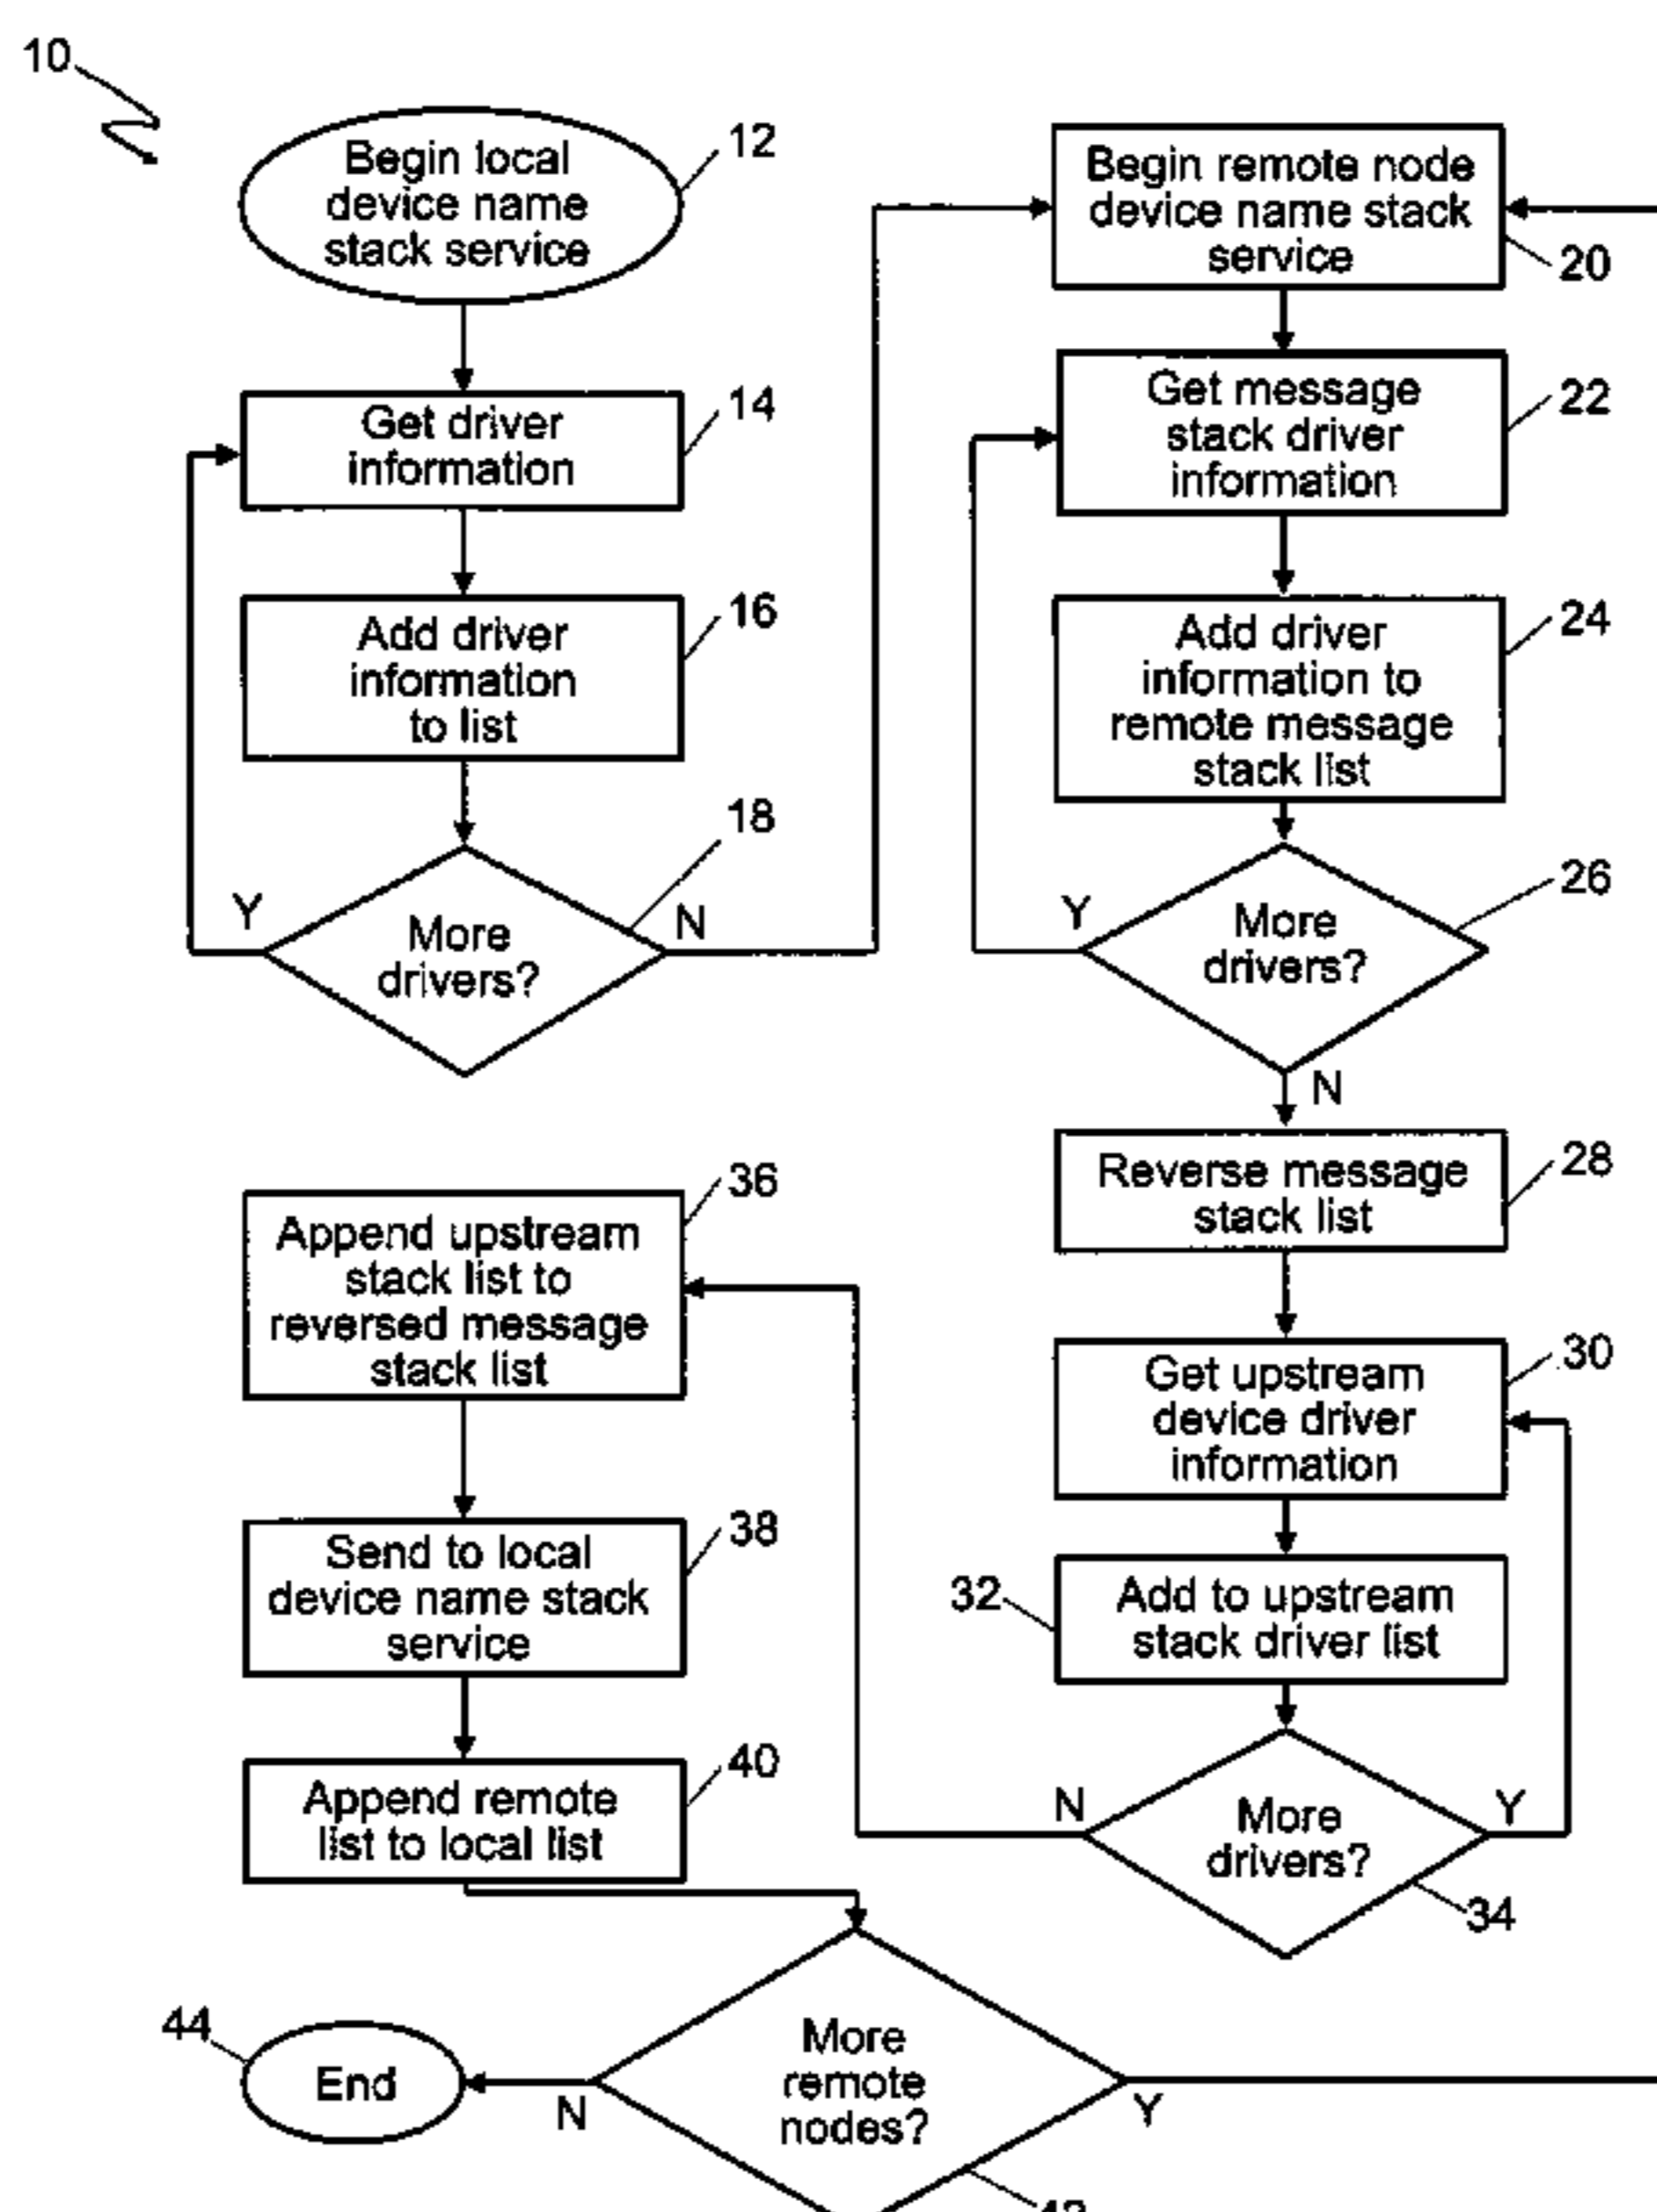 10
Begin local
device name
stack service
12
Get driver
information
14
Add driver
information
to list
16
More
drivers?
18
Y
N
Begin remote node
device name stack
service
20
Get message
stack driver
information
22
Add driver
information to
remote message
stack list
24
More
drivers?
26
Y
N
Reverse message
stack list
28
Get upstream
device driver
information
30
Add to upstream
stack driver list
32
More
drivers?
34
N
Y
Append upstream
stack list to
reversed message
stack list
36
Send to local
device name stack
service
38
Append remote
list to local list
40
More
remote
nodes?
N
Y
End
44